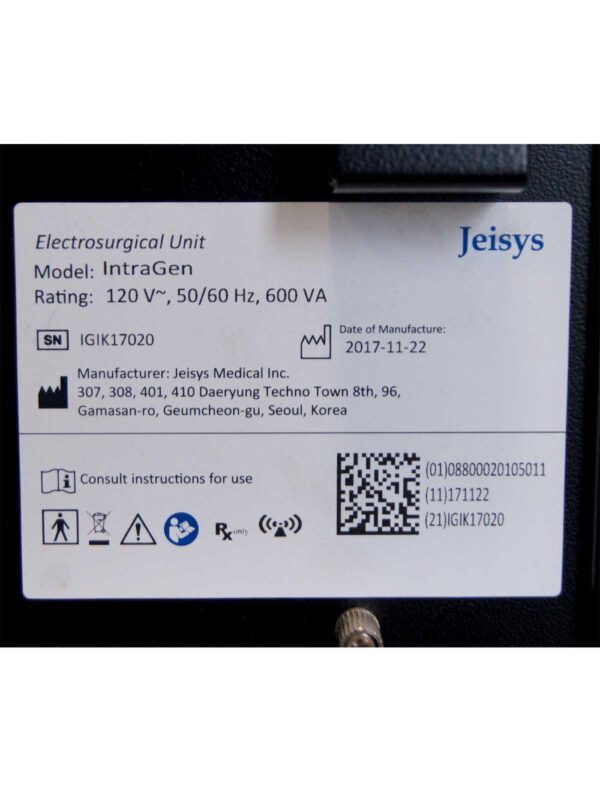 Electrosurgical Unit
Jeisys
Model: IntraGen
Rating: 120 V~, 50/60 Hz, 600 VA
SN IGIK17020
Date of Manufacture:
2017-11-22
Manufacturer: Jeisys Medical Inc.
307, 308, 401, 410 Daeryung Techno Town 8th, 96,
Gamasan-ro, Geumcheon-gu, Seoul, Korea
i Consult instructions for use
Rx only
(01)08800020105011
(11)171122
(21)IGIK17020